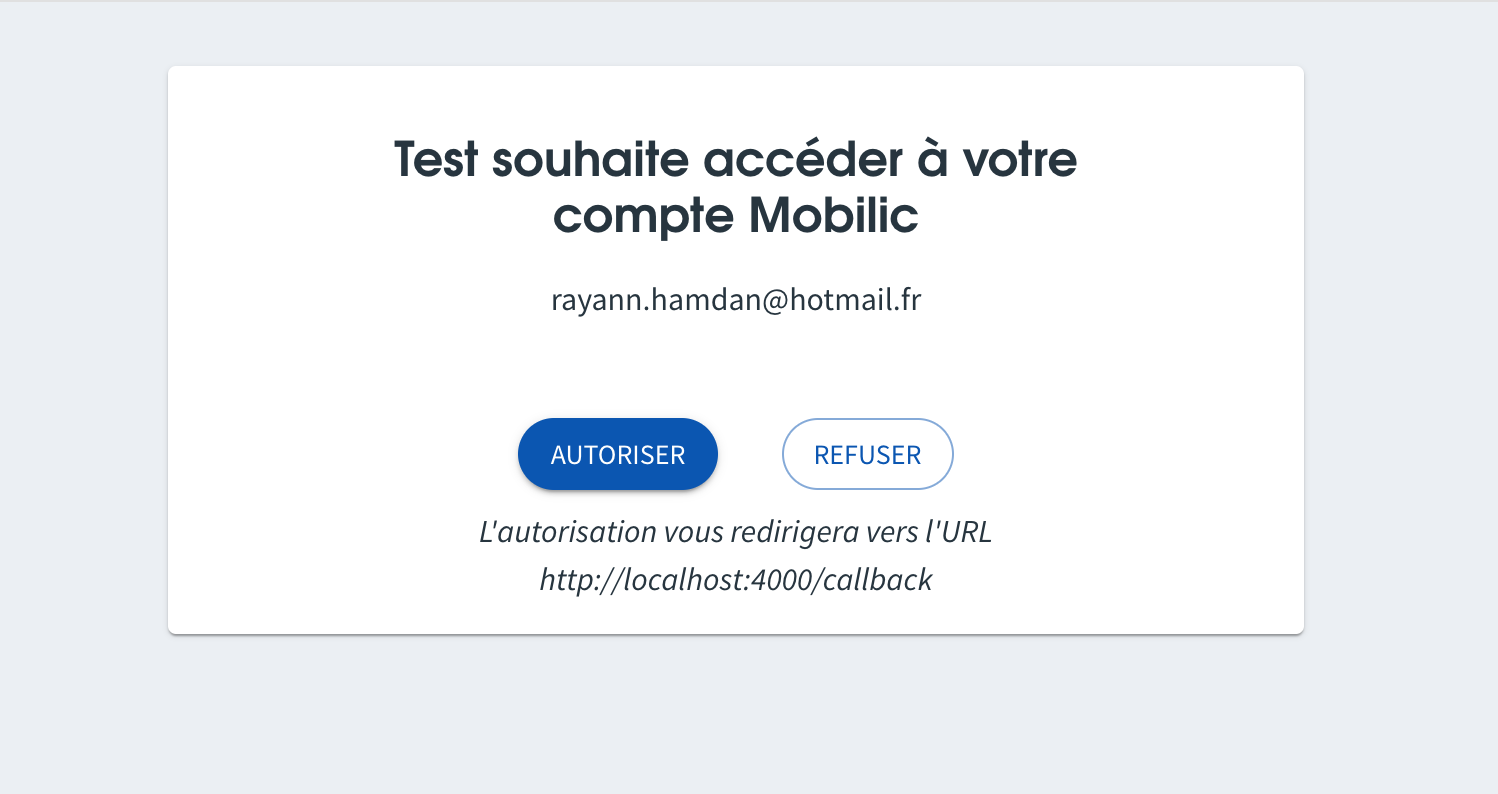 Test souhaite accéder à votre
compte Mobilic
rayann.hamdan@hotmail.fr
AUTORISER
REFUSER
L'autorisation vous redirigera vers l'URL
http://localhost:4000/callback